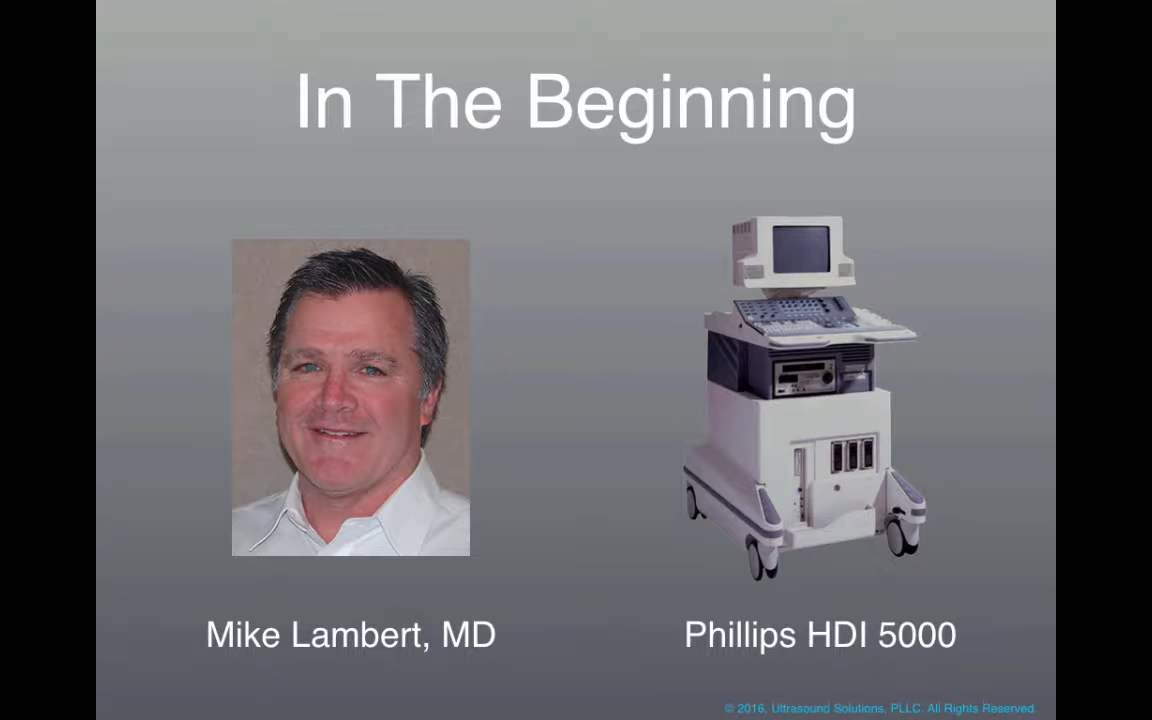 In The Beginning
Mike Lambert, MD
Phillips HDI 5000
© 2016, Ultrasound Solutions, PLLC. All Rights Reserved.